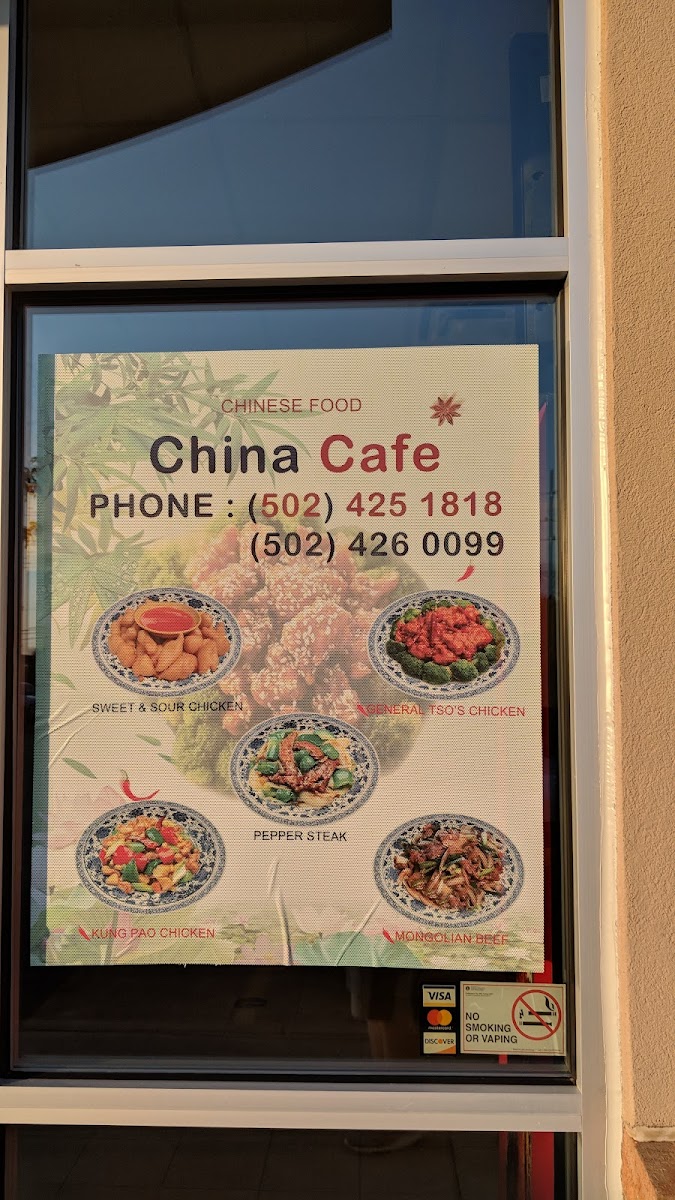 CHINESE FOOD
China Cafe
PHONE : (502) 425 1818
(502) 426 0099
SWEET & SOUR CHICKEN
GENERAL TSO'S CHICKEN
PEPPER STEAK
KUNG PAO CHICKEN
MONGOLIAN BEEF
VISA
mastercard
DISCOVER
NO
SMOKING
OR VAPING